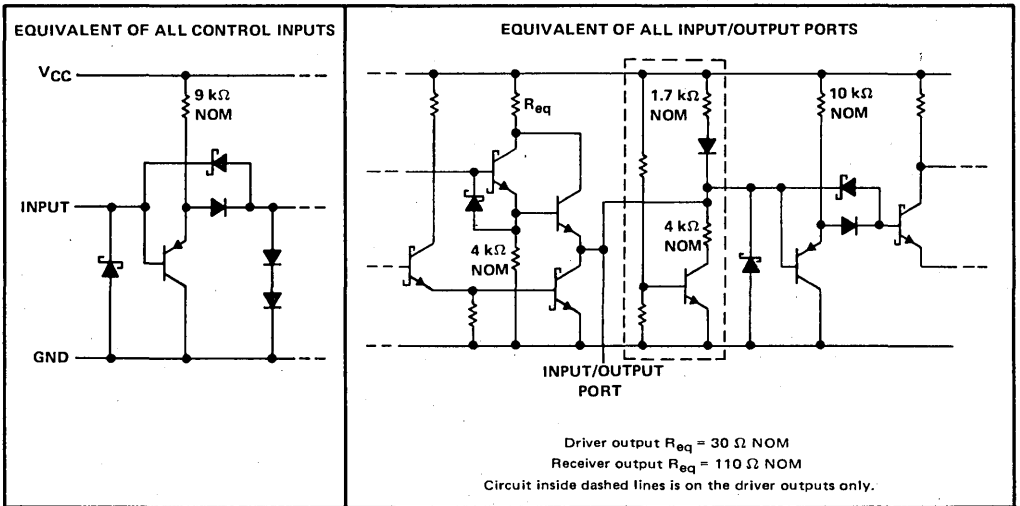 EQUIVALENT OF ALL CONTROL INPUTS
VCC
9 kΩ
NOM
INPUT
GND
EQUIVALENT OF ALL INPUT/OUTPUT PORTS
Req
4 kΩ
NOM
1.7 kΩ
NOM
4 kΩ
NOM
10 kΩ
NOM
INPUT/OUTPUT
PORT
Driver output Req = 30 Ω NOM
Receiver output Req = 110 Ω NOM
Circuit inside dashed lines is on the driver outputs only.